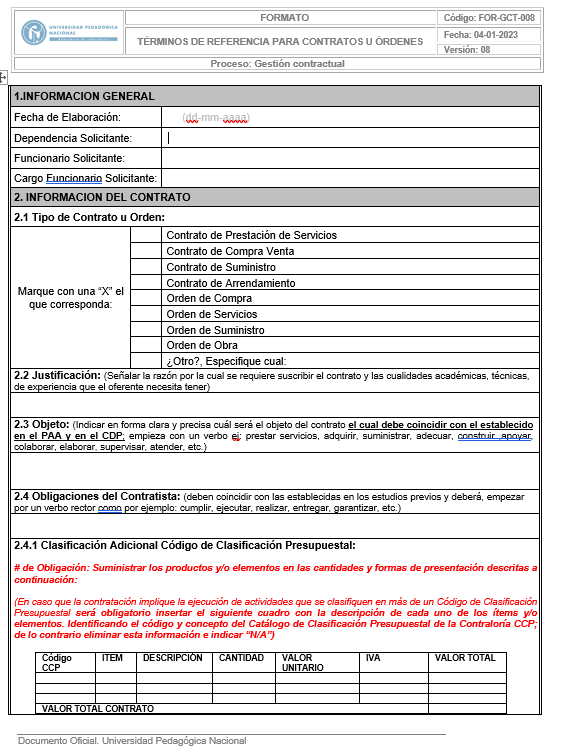 UNIVERSIDAD PEDAGÓGICA
NACIONAL
FORMATO
Código: FOR-GCT-008
TÉRMINOS DE REFERENCIA PARA CONTRATOS U ÓRDENES
Fecha: 04-01-2023
Versión: 08
Proceso: Gestión contractual
1.INFORMACION GENERAL
Fecha de Elaboración: (dd-mm-aaaa)
Dependencia Solicitante:
Funcionario Solicitante:
Cargo Funcionario Solicitante:
2. INFORMACION DEL CONTRATO
2.1 Tipo de Contrato u Orden:
Marque con una “X” el
que corresponda:
Contrato de Prestación de Servicios
Contrato de Compra Venta
Contrato de Suministro
Contrato de Arrendamiento
Orden de Compra
Orden de Servicios
Orden de Suministro
Orden de Obra
¿Otro?, Especifique cual:
2.2 Justificación: (Señalar la razón por la cual se requiere suscribir el contrato y las cualidades académicas, técnicas,
de experiencia que el oferente necesita tener)
2.3 Objeto: (Indicar en forma clara y precisa cuál será el objeto del contrato el cual debe coincidir con el establecido
en el PAA y en el CDP; empieza con un verbo ej: prestar servicios, adquirir, suministrar, adecuar, construir ,apoyar,
colaborar, elaborar, supervisar, atender, etc.)
2.4 Obligaciones del Contratista: (deben coincidir con las establecidas en los estudios previos y deberá, empezar
por un verbo rector como por ejemplo: cumplir, ejecutar, realizar, entregar, garantizar, etc.)
2.4.1 Clasificación Adicional Código de Clasificación Presupuestal:
# de Obligación: Suministrar los productos y/o elementos en las cantidades y formas de presentación descritas a
continuación:
(En caso que la contratación implique la ejecución de actividades que se clasifiquen en más de un Código de Clasificación
Presupuestal será obligatorio insertar el siguiente cuadro con la descripción de cada uno de los ítems y/o
elementos. Identificando el código y concepto del Catálogo de Clasificación Presupuestal de la Contraloría CCP;
de lo contrario eliminar esta información e indicar “N/A”)
Código CCP ITEM DESCRIPCIÓN CANTIDAD VALOR UNITARIO IVA VALOR TOTAL
VALOR TOTAL CONTRATO
Documento Oficial. Universidad Pedagógica Nacional